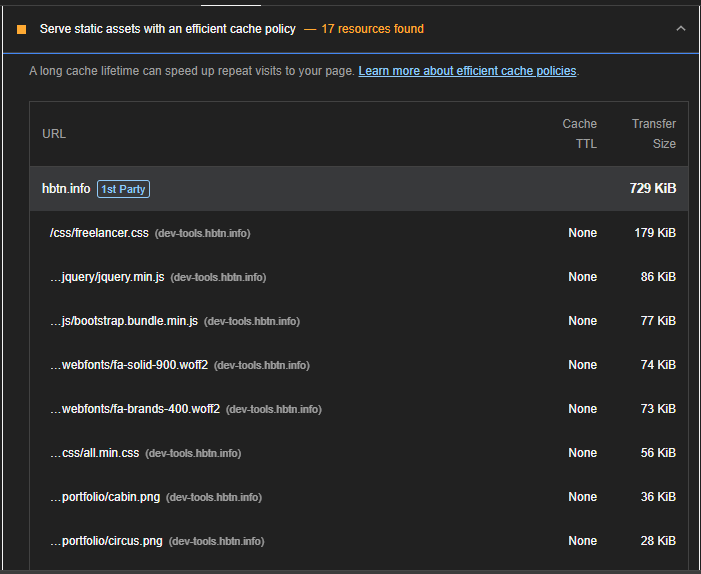 Serve static assets with an efficient cache policy — 17 resources found
A long cache lifetime can speed up repeat visits to your page. Learn more about efficient cache policies.
URL Cache TTL Transfer Size
hbtn.info 1st Party 729 KiB
/css/freelancer.css (dev-tools.hbtn.info) None 179 KiB
…jquery/jquery.min.js (dev-tools.hbtn.info) None 86 KiB
…js/bootstrap.bundle.min.js (dev-tools.hbtn.info) None 77 KiB
…webfonts/fa-solid-900.woff2 (dev-tools.hbtn.info) None 74 KiB
…webfonts/fa-brands-400.woff2 (dev-tools.hbtn.info) None 73 KiB
…css/all.min.css (dev-tools.hbtn.info) None 56 KiB
…portfolio/cabin.png (dev-tools.hbtn.info) None 36 KiB
…portfolio/circus.png (dev-tools.hbtn.info) None 28 KiB